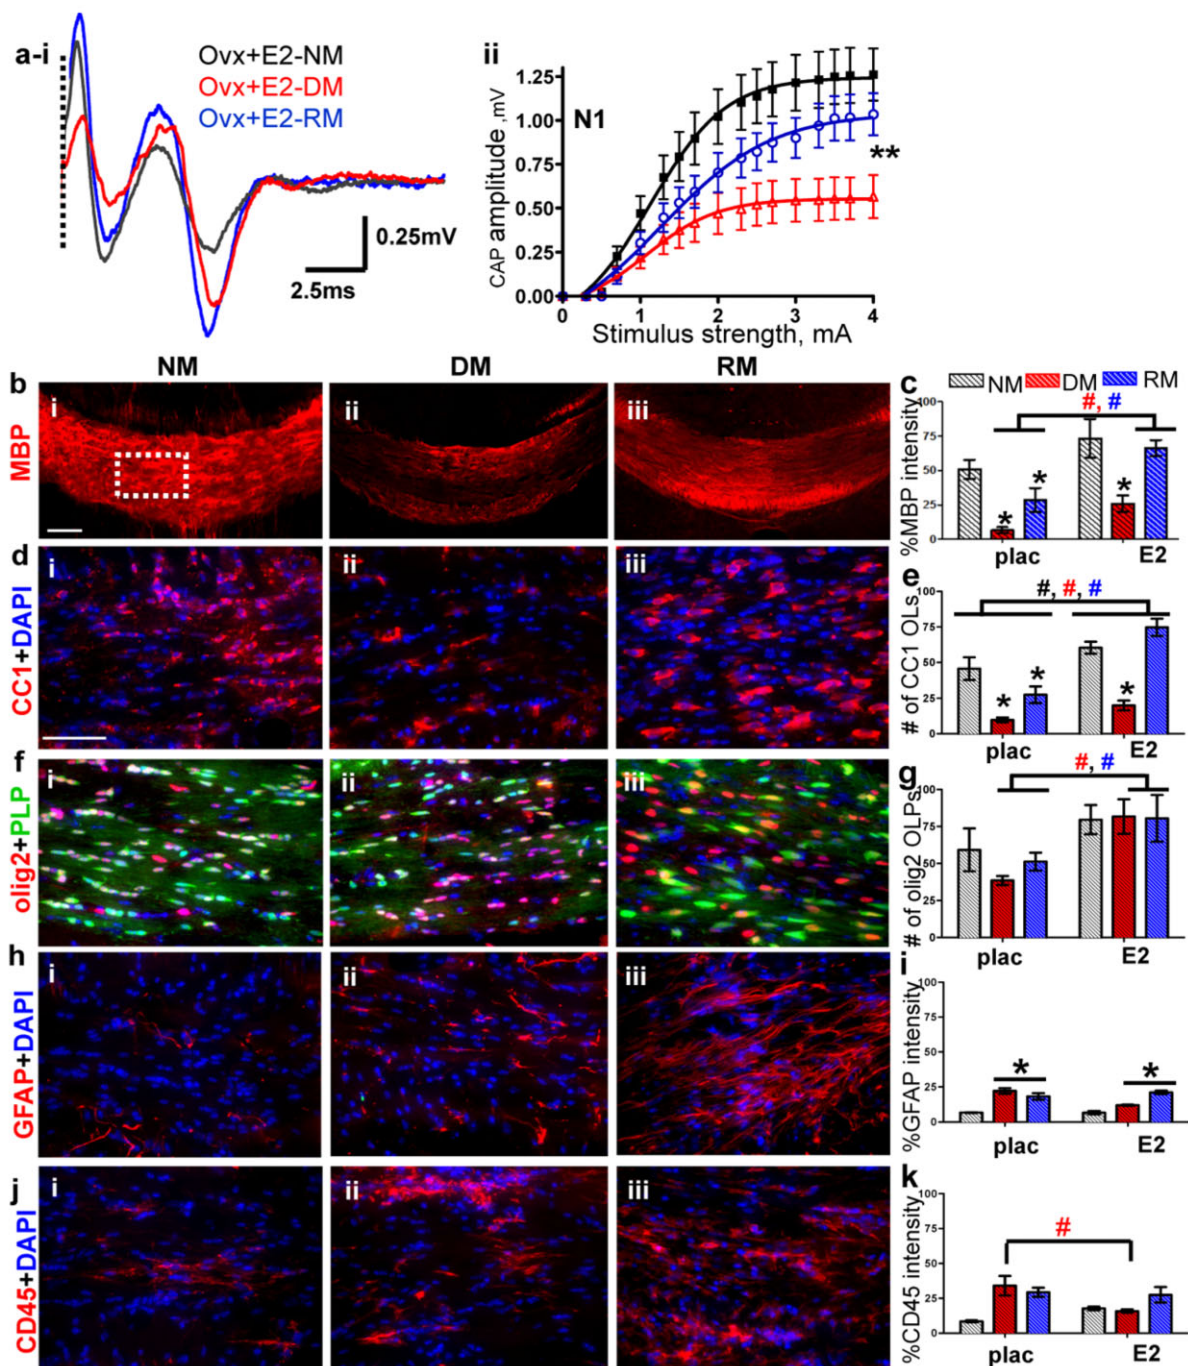 a-i
Ovx+E2-NM
Ovx+E2-DM
Ovx+E2-RM
0.25mV
2.5ms
ii
CAP amplitude ,mV
1.25
1.00
0.75
0.50
0.25
0.00
N1
**
0 1 2 3 4
Stimulus strength, mA
NM DM RM
b
MBP
i ii iii
c
NM DM RM
%MBP intensity
100
75
50
25
0
#, #
* * *
plac E2
d
CC1+DAPI
i ii iii
e
# of CC1 OLs
100
75
50
25
0
#, #, #
* * *
plac E2
f
olig2+PLP
i ii iii
g
# of olig2 OLPs
100
75
50
25
0
#, #
plac E2
h
GFAP+DAPI
i ii iii
i
%GFAP intensity
100
75
50
25
0
* *
plac E2
j
CD45+DAPI
i ii iii
k
%CD45 intensity
100
75
50
25
0
#
plac E2